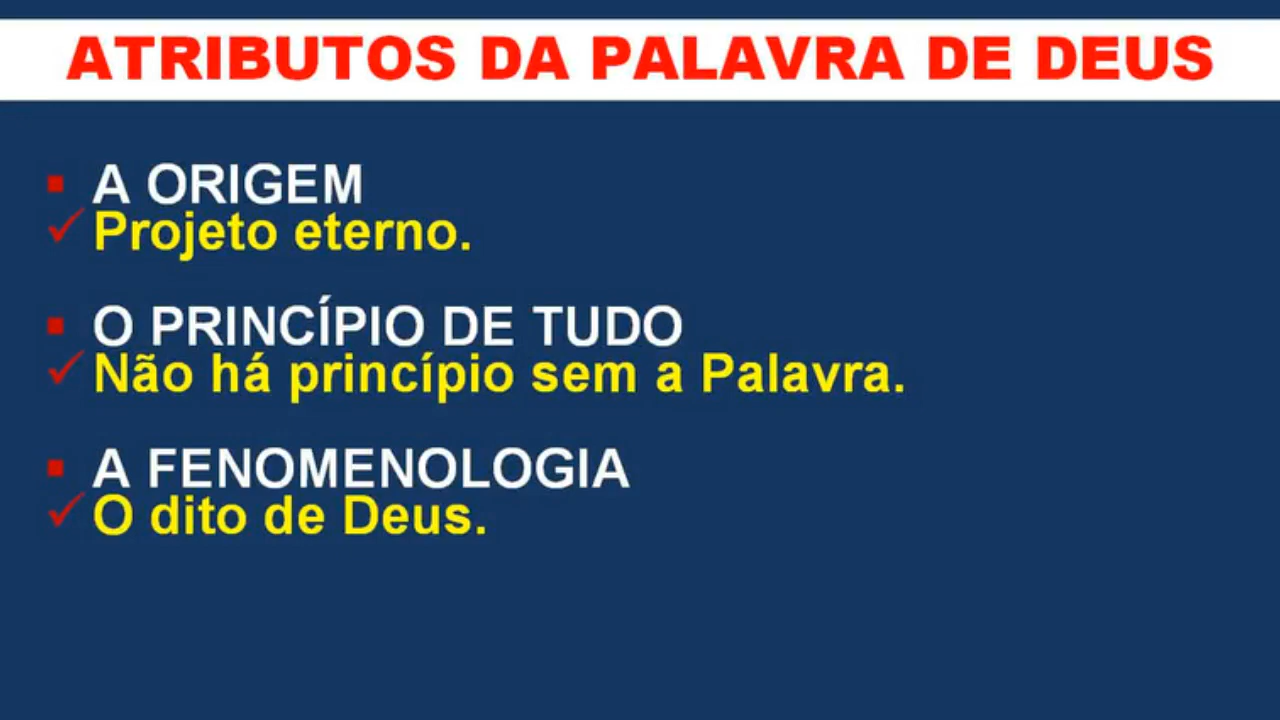 ATRIBUTOS DA PALAVRA DE DEUS
▪ A ORIGEM
✓ Projeto eterno.
▪ O PRINCÍPIO DE TUDO
✓ Não há princípio sem a Palavra.
▪ A FENOMENOLOGIA
✓ O dito de Deus.